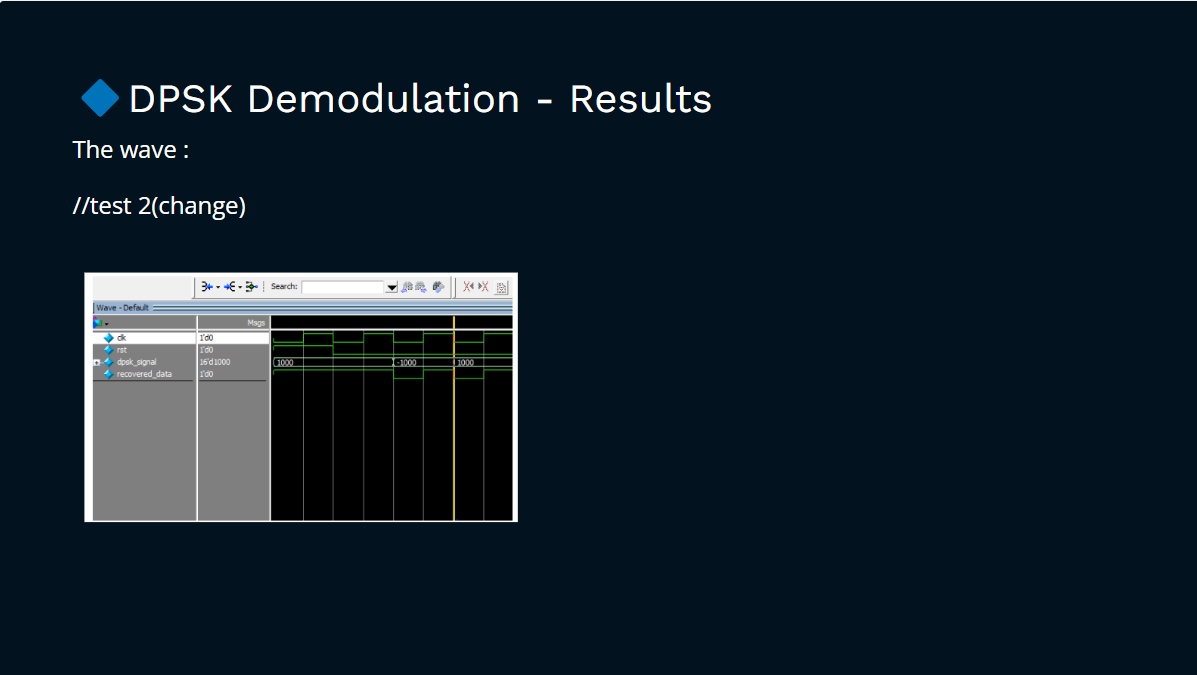 DPSK Demodulation - Results
The wave :
//test 2(change)
Search:
Wave - Default
Msgs
clk 1'd0
rst 1'd0
dpsk_signal 16'd1000 1000 -1000 1000
recovered_data 1'd0